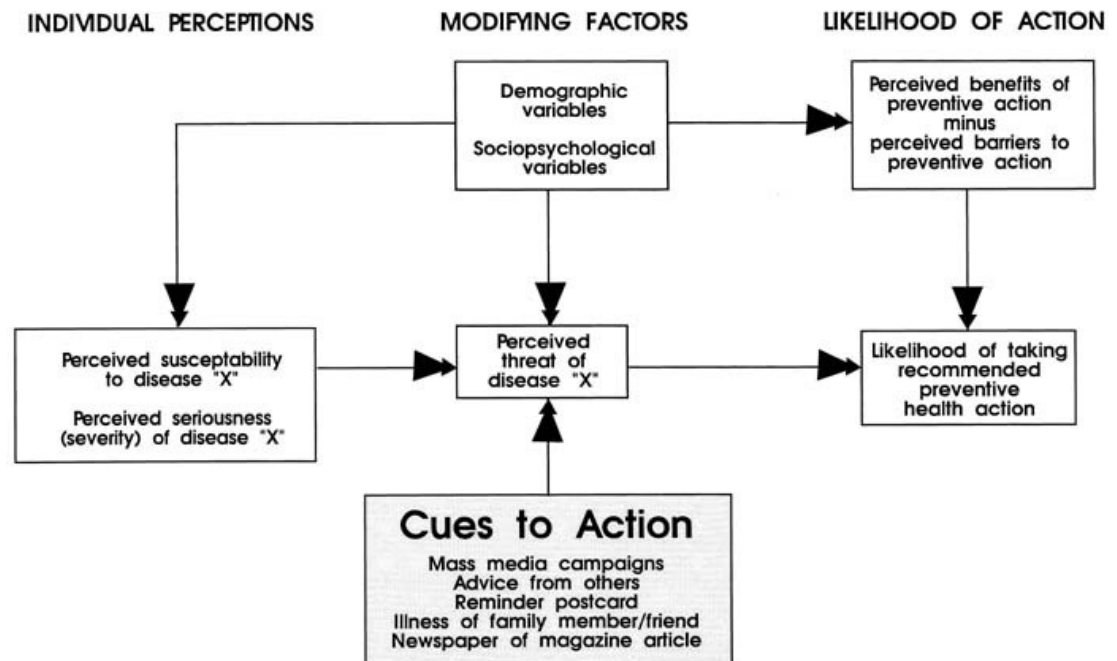 INDIVIDUAL PERCEPTIONS
MODIFYING FACTORS
LIKELIHOOD OF ACTION
Demographic
variables
Sociopsychological
variables
Perceived benefits of
preventive action
minus
perceived barriers to
preventive action
Perceived susceptability
to disease "X"
Perceived seriousness
(severity) of disease "X"
Perceived
threat of
disease "X"
Likelihood of taking
recommended
preventive
health action
Cues to Action
Mass media campaigns
Advice from others
Reminder postcard
Illness of family member/friend
Newspaper of magazine article